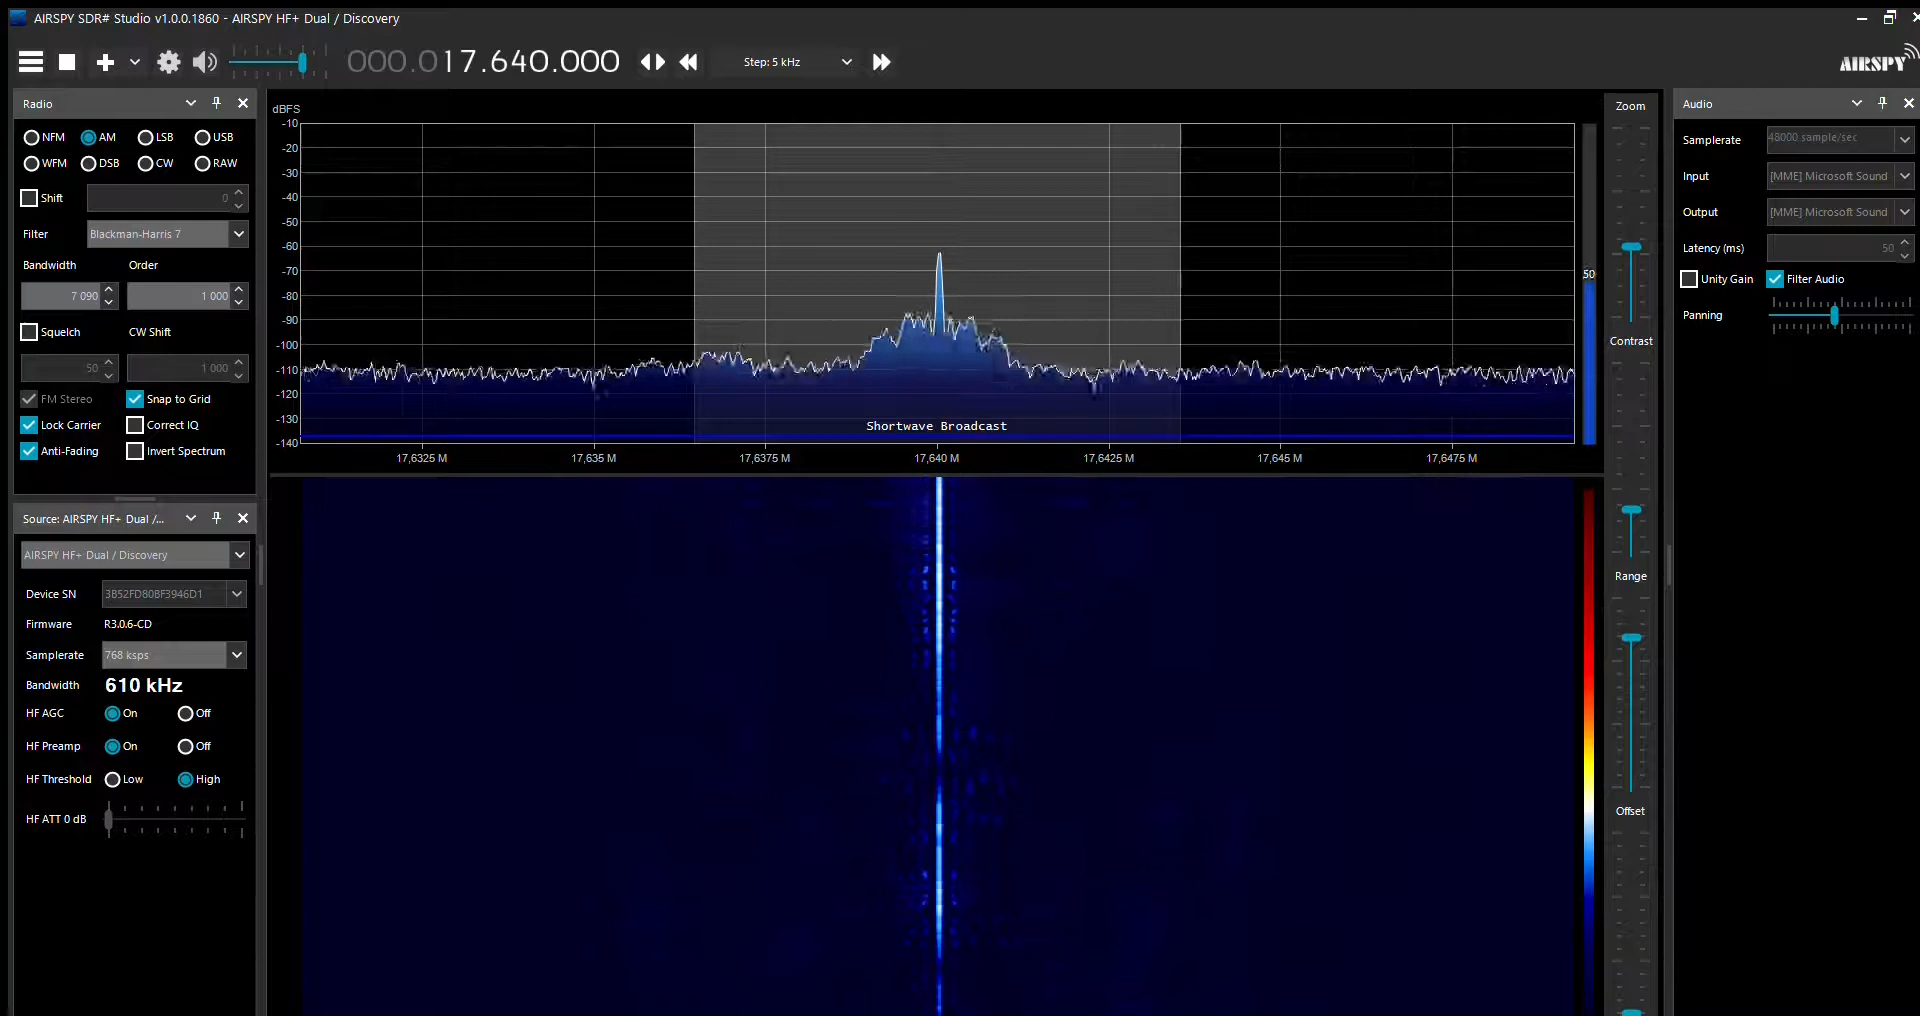 AIRSPY SDR# Studio v1.0.0.1860 - AIRSPY HF+ Dual / Discovery
000.017.640.000
Step: 5 kHz
AIRSPY
Radio
NFM AM LSB USB
WFM DSB CW RAW
Shift 0
Filter Blackman-Harris 7
Bandwidth Order
7 090 1 000
Squelch CW Shift
50 1 000
FM Stereo Snap to Grid
Lock Carrier Correct IQ
Anti-Fading Invert Spectrum
Source: AIRSPY HF+ Dual /...
AIRSPY HF+ Dual / Discovery
Device SN 3B52FD80BF3946D1
Firmware R3.0.6-CD
Samplerate 768 ksps
Bandwidth 610 kHz
HF AGC On Off
HF Preamp On Off
HF Threshold Low High
HF ATT 0 dB
dBFS
-10
-20
-30
-40
-50
-60
-70
-80
-90
-100
-110
-120
-130
-140
Shortwave Broadcast
17,6325 M 17,635 M 17,6375 M 17,640 M 17,6425 M 17,645 M 17,6475 M
50
Zoom
Contrast
Range
Offset
Audio
Samplerate 48000 sample/sec
Input [MME] Microsoft Sound
Output [MME] Microsoft Sound
Latency (ms) 50
Unity Gain Filter Audio
Panning